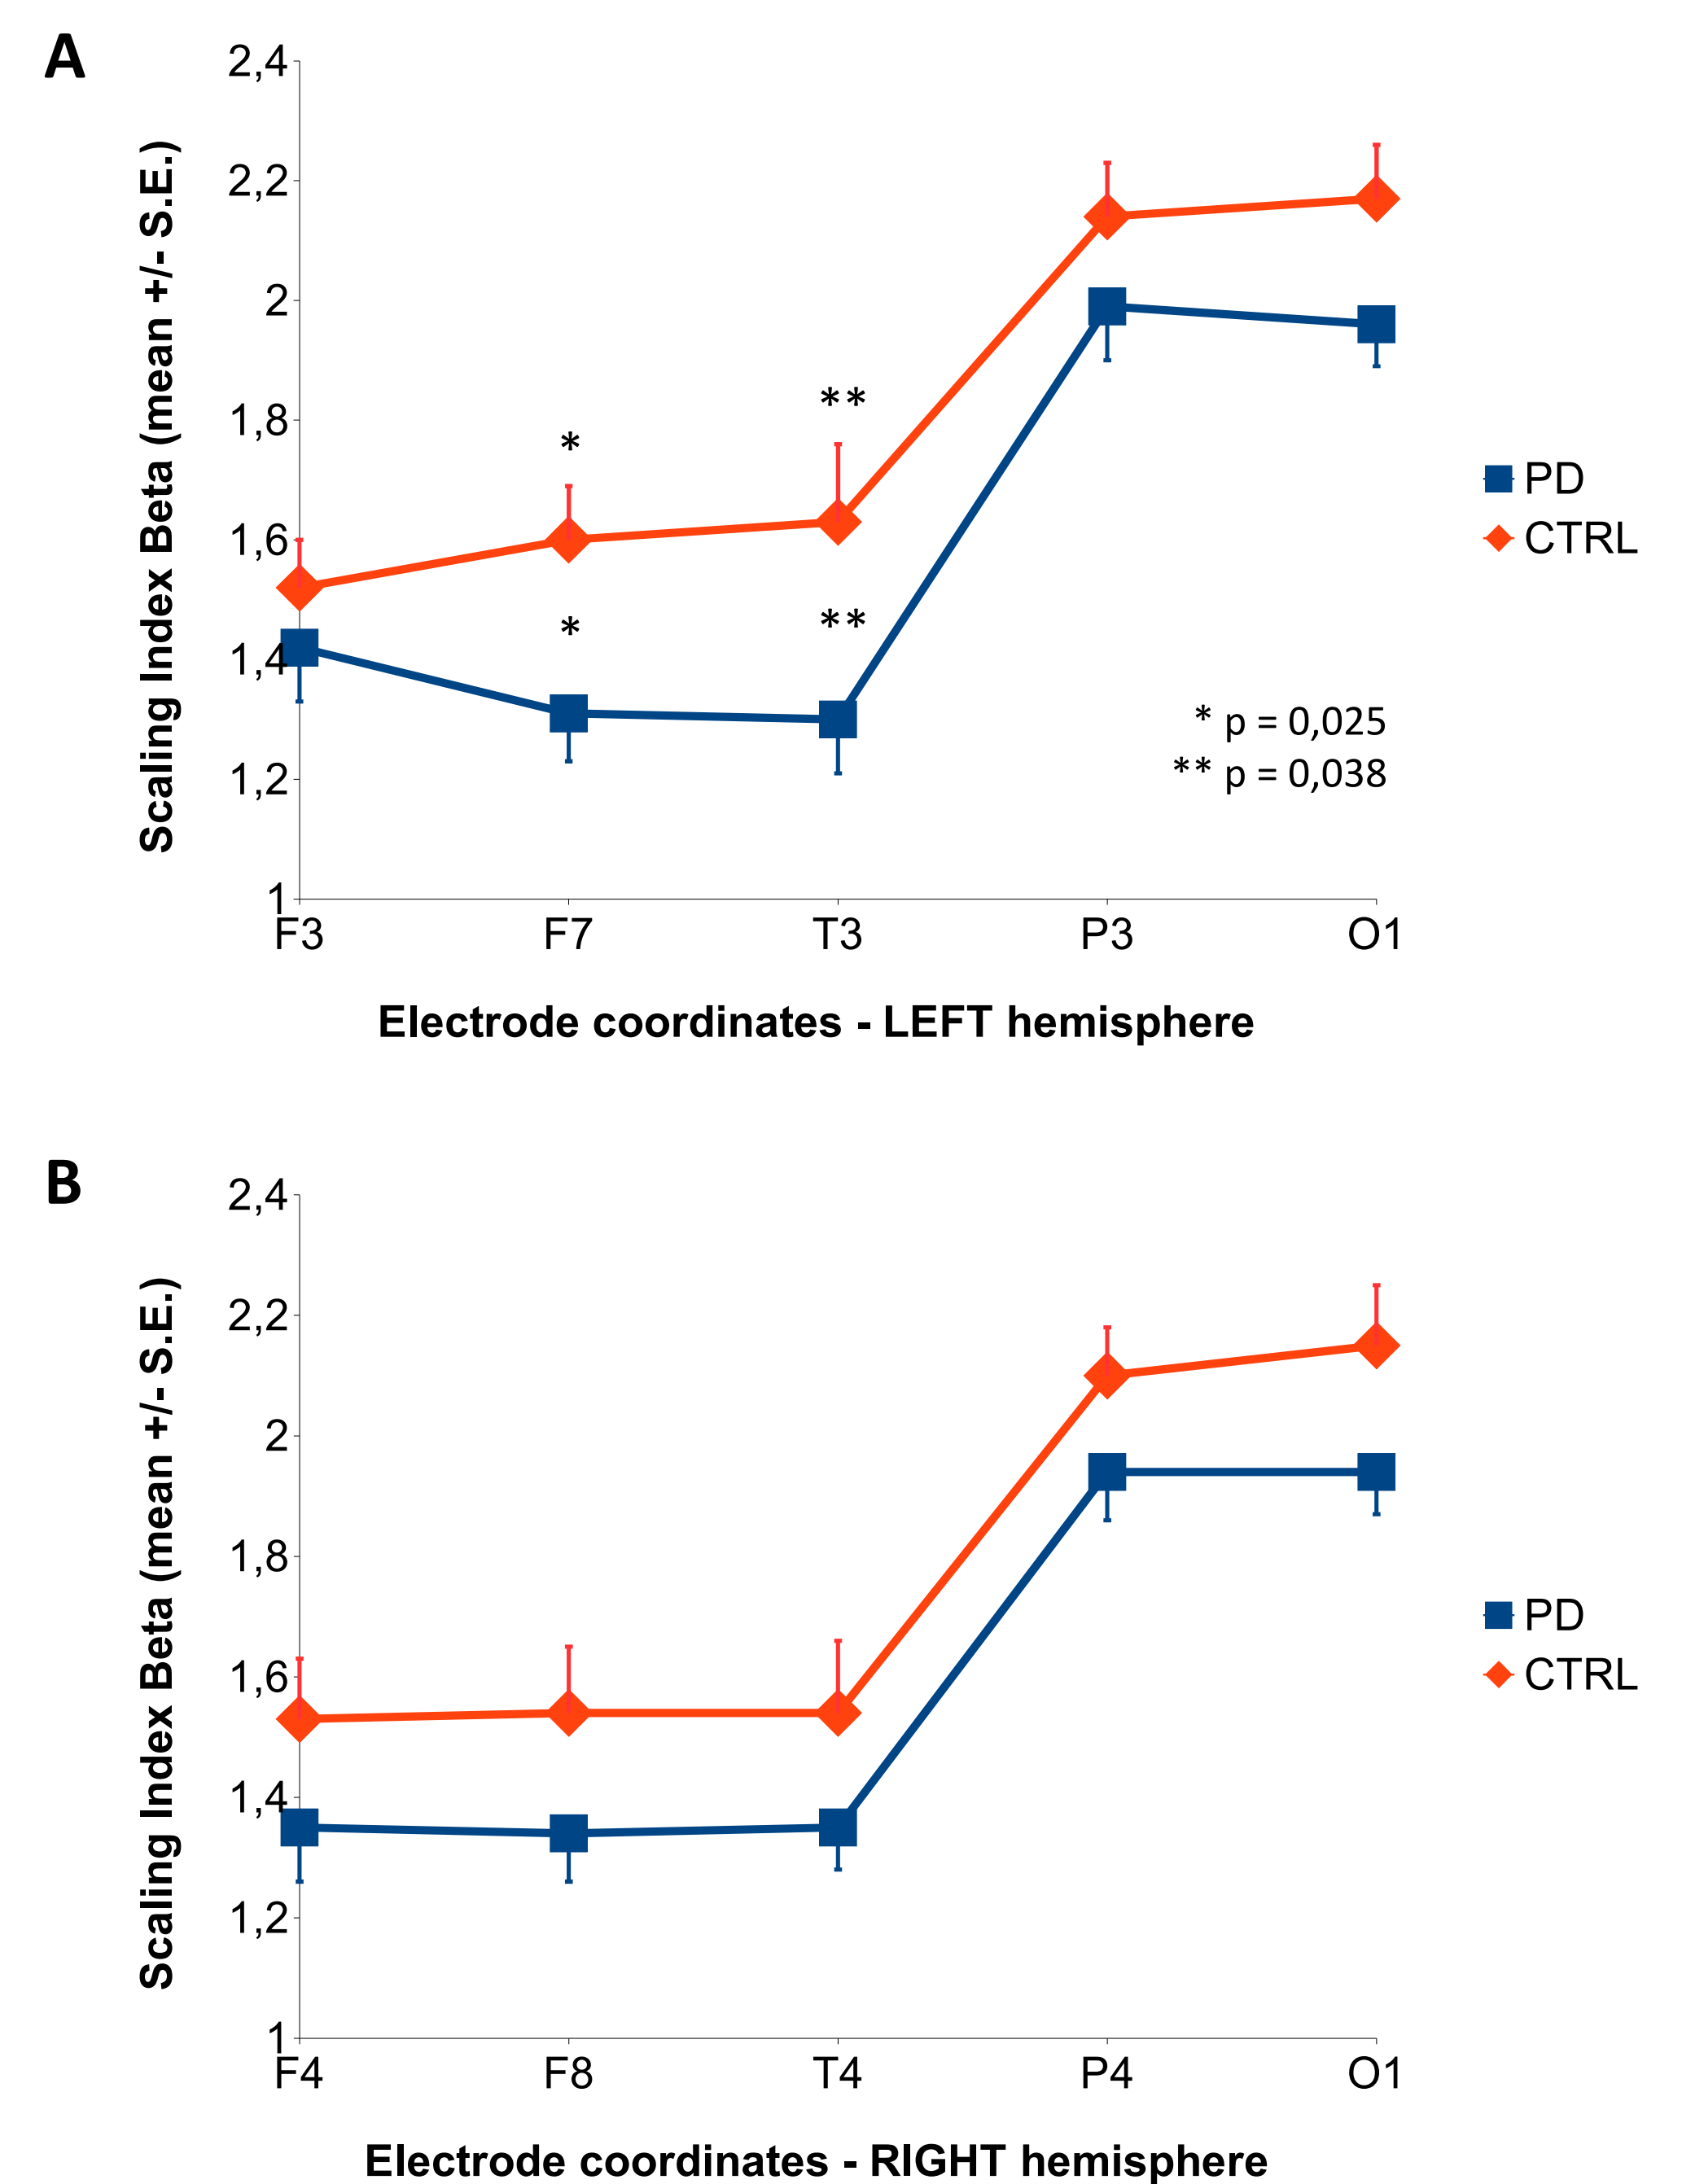 A
Scaling Index Beta (mean +/- S.E.)
2,4
2,2
2
1,8
1,6
1,4
1,2
1
*
**
*
**
PD
CTRL
* p = 0,025
** p = 0,038
F3 F7 T3 P3 O1
Electrode coordinates - LEFT hemisphere
B
Scaling Index Beta (mean +/- S.E.)
2,4
2,2
2
1,8
1,6
1,4
1,2
1
PD
CTRL
F4 F8 T4 P4 O1
Electrode coordinates - RIGHT hemisphere